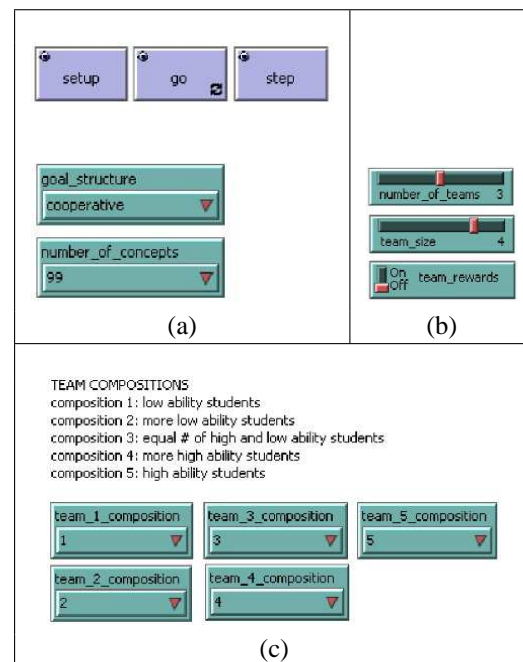 setup go step
goal_structure
cooperative
number_of_concepts
99
(a)
number_of_teams 3
team_size 4
On
Off team_rewards
(b)
TEAM COMPOSITIONS
composition 1: low ability students
composition 2: more low ability students
composition 3: equal # of high and low ability students
composition 4: more high ability students
composition 5: high ability students
team_1_composition team_3_composition team_5_composition
1 3 5
team_2_composition team_4_composition
2 4
(c)